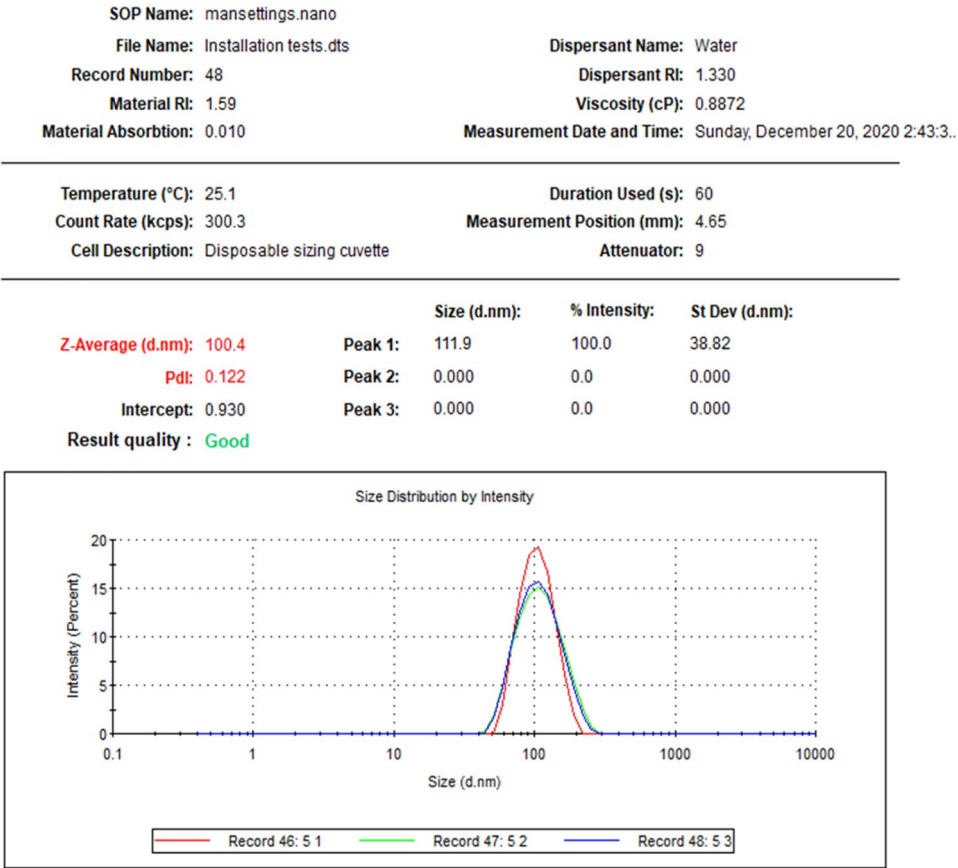 SOP Name: mansettings.nano
File Name: Installation tests.dts Dispersant Name: Water
Record Number: 48 Dispersant RI: 1.330
Material RI: 1.59 Viscosity (cP): 0.8872
Material Absorbtion: 0.010 Measurement Date and Time: Sunday, December 20, 2020 2:43:3..
Temperature (°C): 25.1 Duration Used (s): 60
Count Rate (kcps): 300.3 Measurement Position (mm): 4.65
Cell Description: Disposable sizing cuvette Attenuator: 9
Size (d.nm): % Intensity: St Dev (d.nm):
Z-Average (d.nm): 100.4 Peak 1: 111.9 100.0 38.82
PdI: 0.122 Peak 2: 0.000 0.0 0.000
Intercept: 0.930 Peak 3: 0.000 0.0 0.000
Result quality : Good
Size Distribution by Intensity
Intensity (Percent)
20
15
10
5
0
0.1 1 10 100 1000 10000
Size (d.nm)
Record 46: 5 1 Record 47: 5 2 Record 48: 5 3